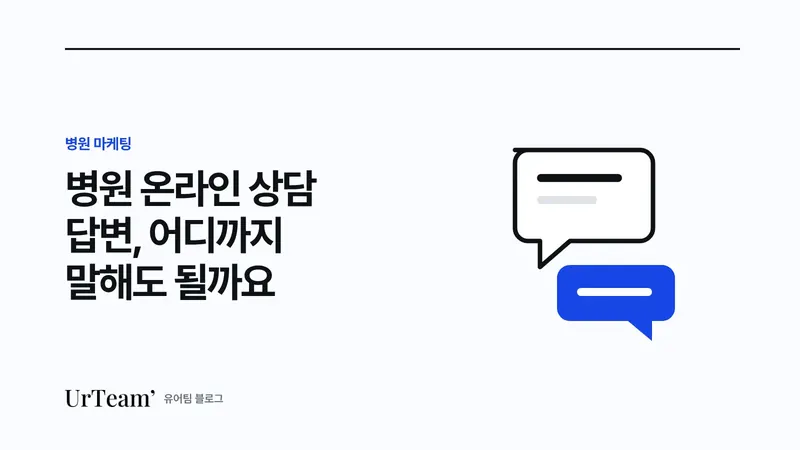 병원 마케팅
병원 온라인 상담
답변, 어디까지
말해도 될까요
UrTeam’ 유어팀 블로그